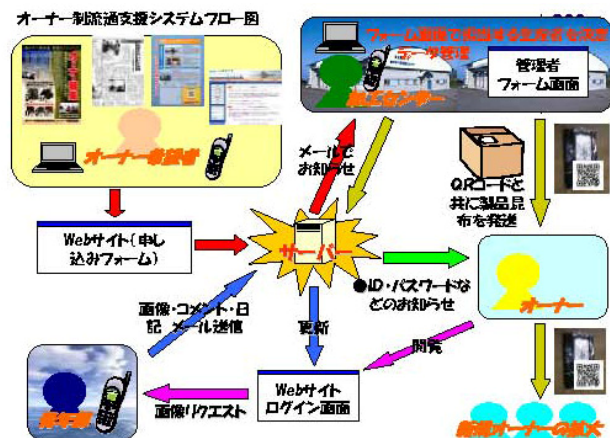 オーナー制流通支援システムフロー図
フォーム画面で担当する生産者を決定
データ管理
加工センター
管理者
フォーム画面
オーナー希望者
メールで
お知らせ
QRコードと
共に製品昆
布を発送
Webサイト(申し
込みフォーム)
サーバー
●ID・パスワードな
どのお知らせ
オーナー
画像・コメント・日
記 メール送信
更新
閲覧
Webサイト
ログイン画面
画像リクエスト
新規オーナーの拡大